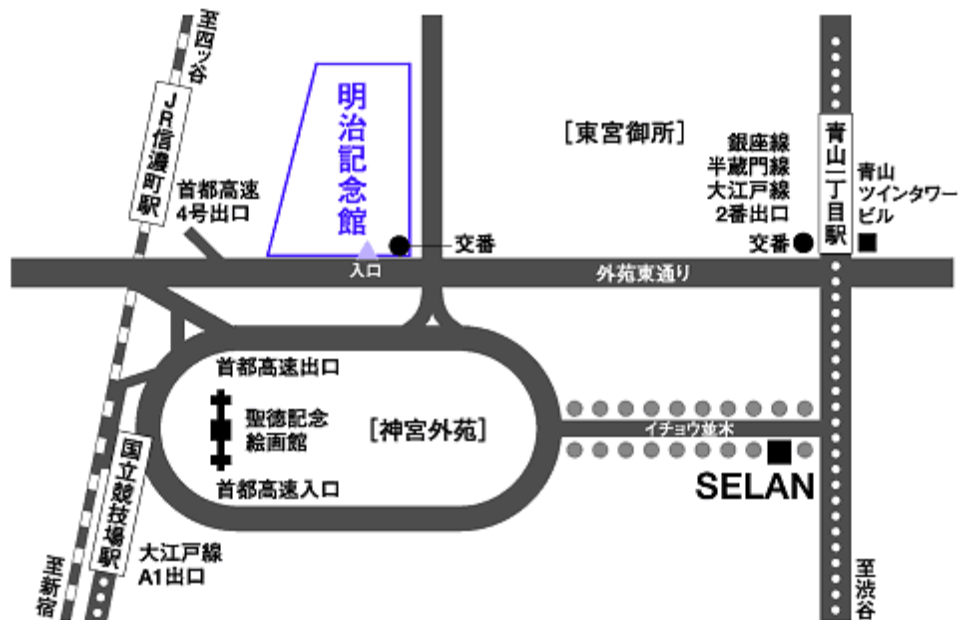 至四ッ谷
JR信濃町駅
首都高速
4号出口
明治記念館
入口
交番
[東宮御所]
銀座線
半蔵門線
大江戸線
2番出口
交番
青山一丁目駅
青山
ツインタワー
ビル
外苑東通り
首都高速出口
聖徳記念
絵画館
[神宮外苑]
首都高速入口
イチョウ並木
SELAN
国立競技場駅
大江戸線
A1出口
至新宿
至渋谷